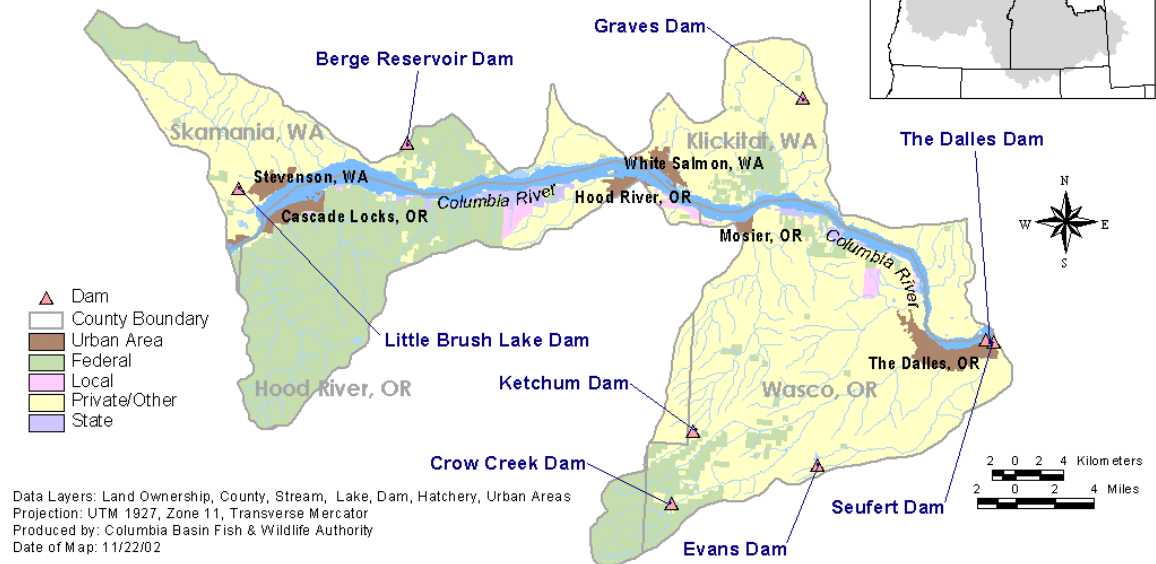 Graves Dam
Berge Reservoir Dam
The Dalles Dam
Skamania, WA
Klickitat, WA
Stevenson, WA
White Salmon, WA
Columbia River
Hood River, OR
Cascade Locks, OR
N
W
E
S
Mosier, OR
Columbia River
Dam
County Boundary
Urban Area
Federal
Local
Private/Other
State
Little Brush Lake Dam
The Dalles, OR
Hood River, OR
Ketchum Dam
Wasco, OR
Crow Creek Dam
2 0 2 4 Kilometers
2 0 2 4 Miles
Seufert Dam
Evans Dam
Data Layers: Land Ownership, County, Stream, Lake, Dam, Hatchery, Urban Areas
Projection: UTM 1927, Zone 11, Transverse Mercator
Produced by: Columbia Basin Fish & Wildlife Authority
Date of Map: 11/22/02